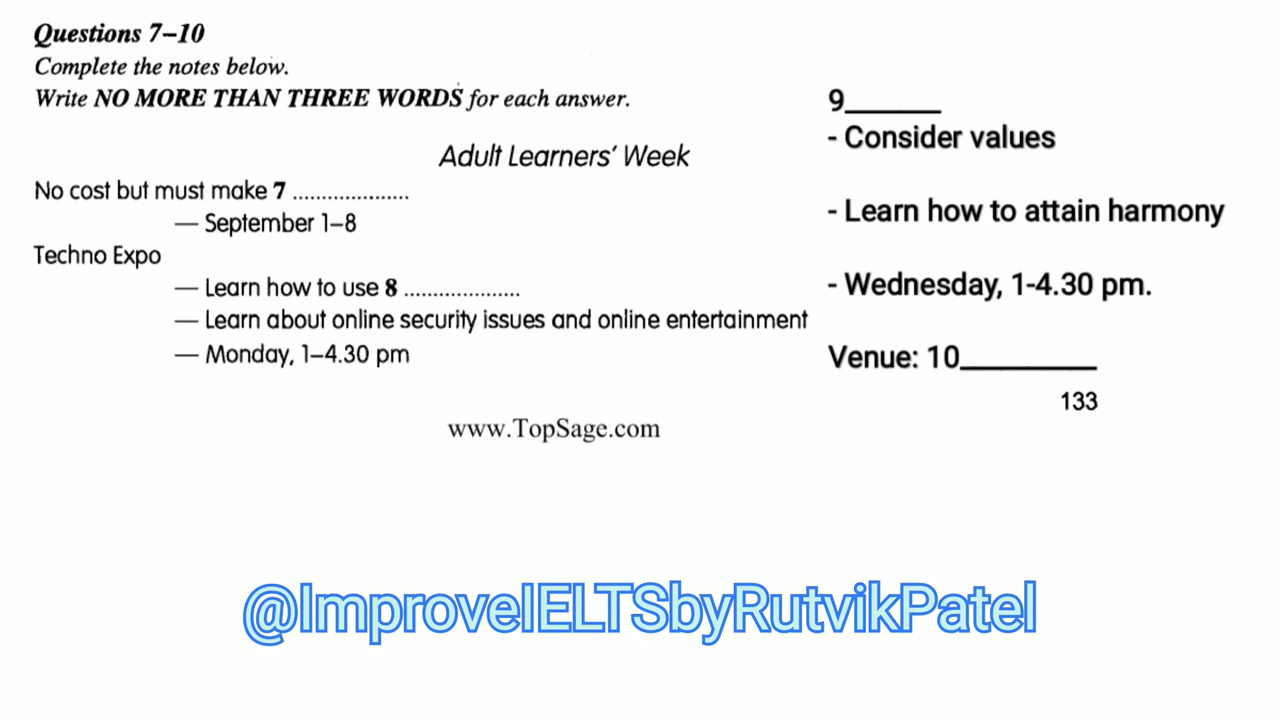 Questions 7–10
Complete the notes below.
Write NO MORE THAN THREE WORDS for each answer.
Adult Learners' Week
No cost but must make 7 ....................
— September 1–8
Techno Expo
— Learn how to use 8 ....................
— Learn about online security issues and online entertainment
— Monday, 1–4.30 pm
www.TopSage.com
9______
- Consider values
- Learn how to attain harmony
- Wednesday, 1-4.30 pm.
Venue: 10_________
133
@ImproveIELTSbyRutvikPatel